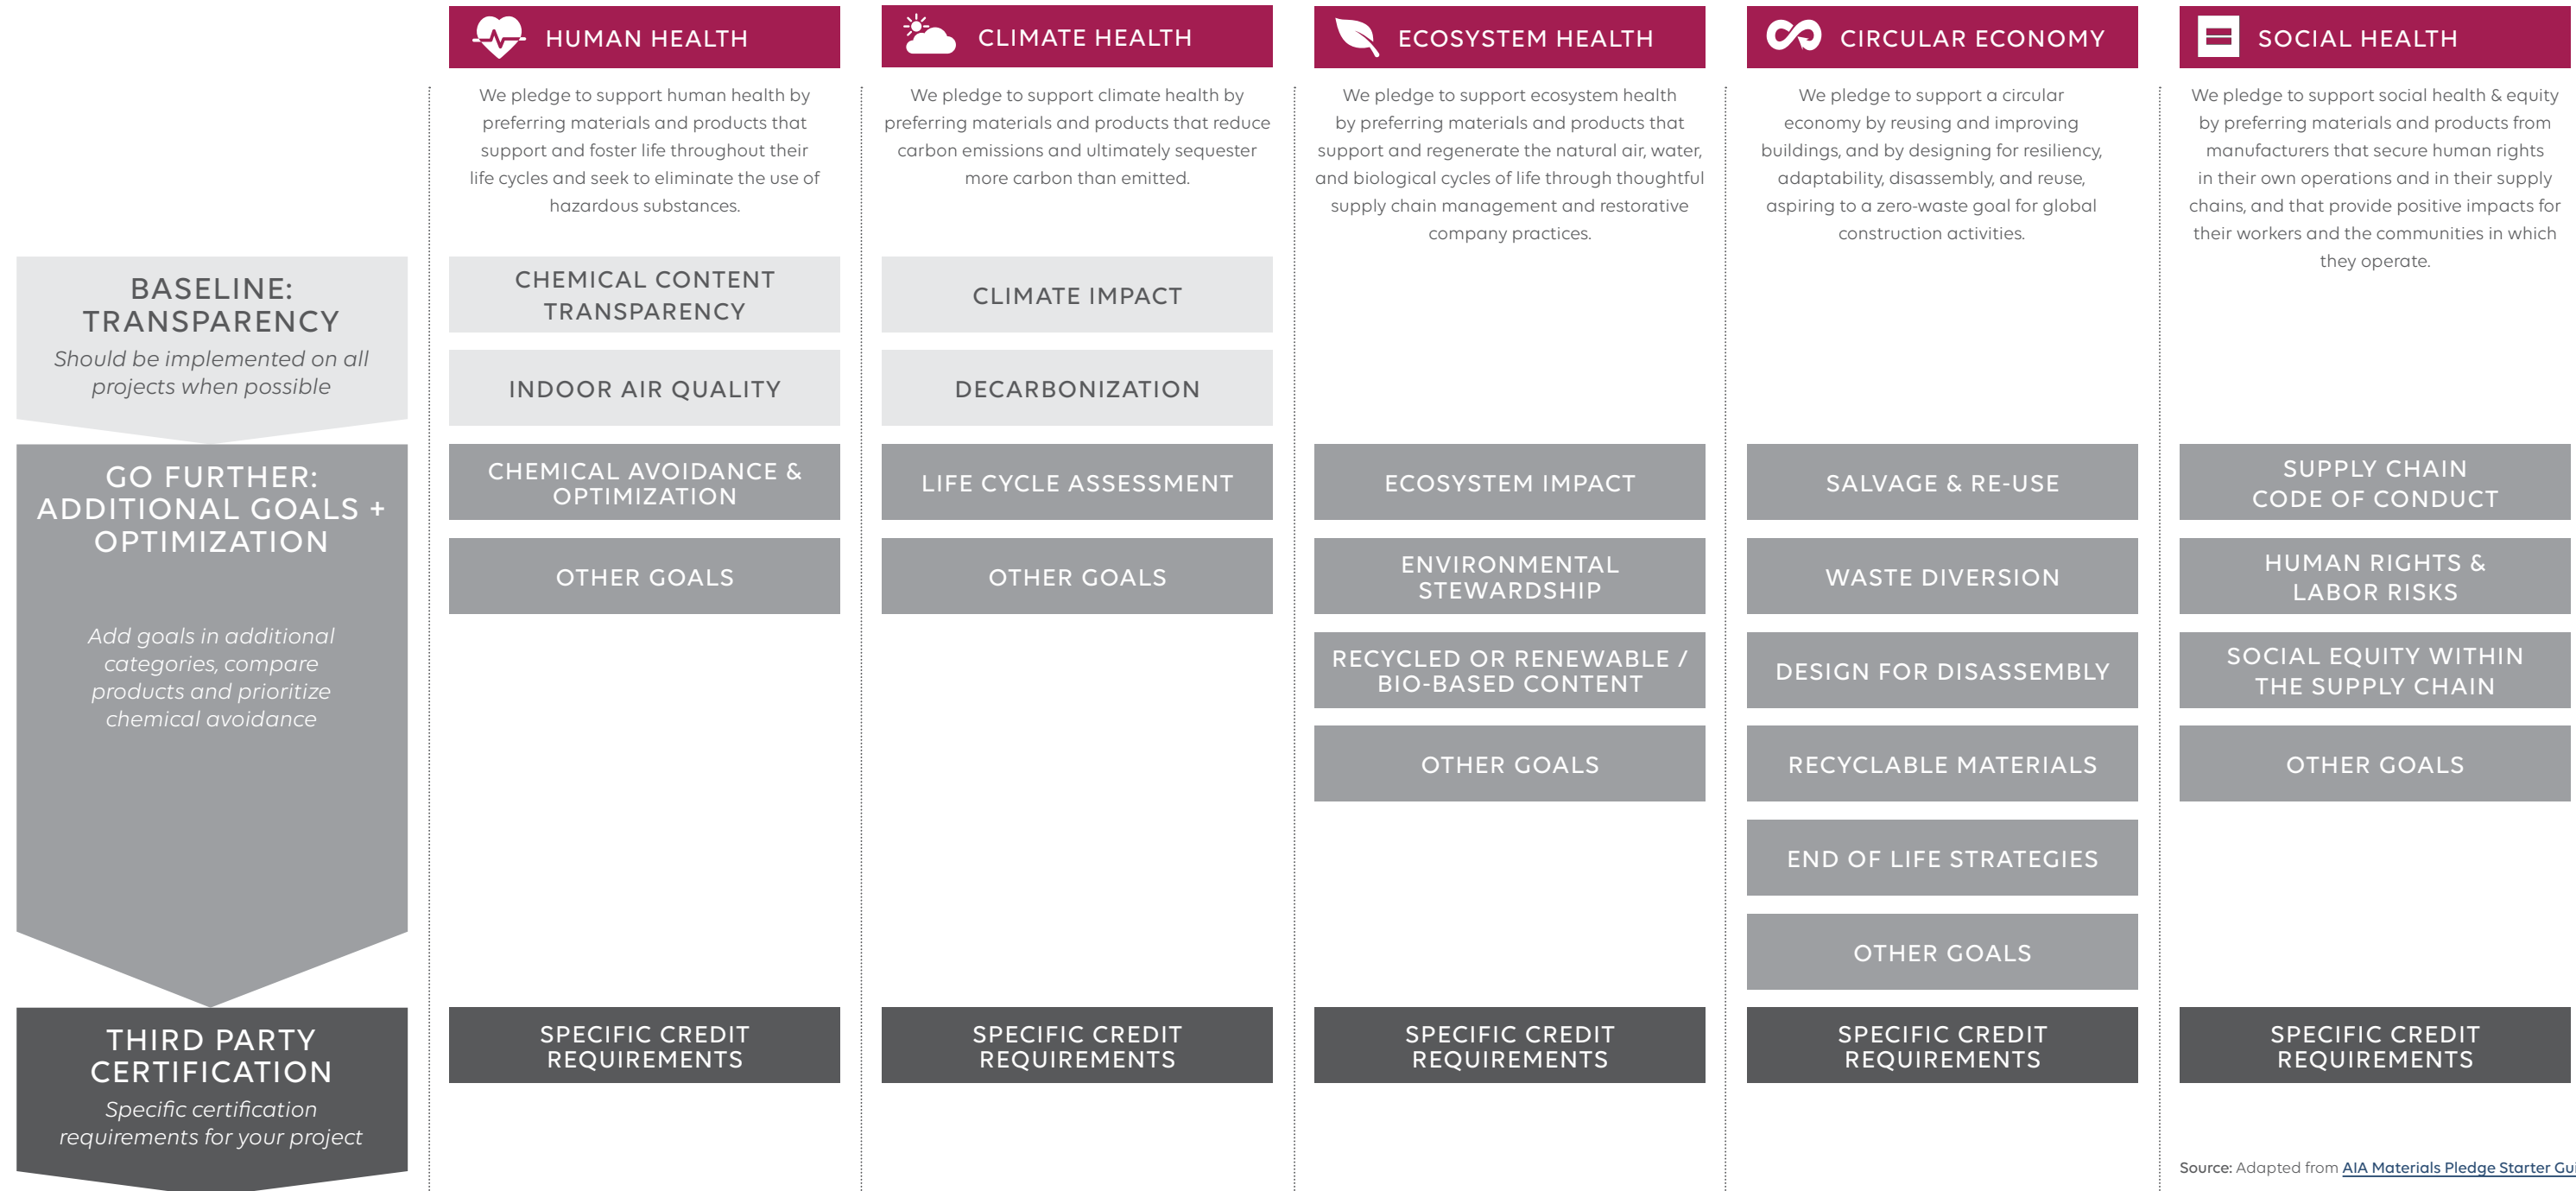 HUMAN HEALTH
We pledge to support human health by
preferring materials and products that
support and foster life throughout their
life cycles and seek to eliminate the use of
hazardous substances.
CLIMATE HEALTH
We pledge to support climate health by
preferring materials and products that reduce
carbon emissions and ultimately sequester
more carbon than emitted.
ECOSYSTEM HEALTH
We pledge to support ecosystem health
by preferring materials and products that
support and regenerate the natural air, water,
and biological cycles of life through thoughtful
supply chain management and restorative
company practices.
CIRCULAR ECONOMY
We pledge to support a circular
economy by reusing and improving
buildings, and by designing for resiliency,
adaptability, disassembly, and reuse,
aspiring to a zero-waste goal for global
construction activities.
SOCIAL HEALTH
We pledge to support social health & equity
by preferring materials and products from
manufacturers that secure human rights
in their own operations and in their supply
chains, and that provide positive impacts for
their workers and the communities in which
they operate.
BASELINE:
TRANSPARENCY
Should be implemented on all
projects when possible
CHEMICAL CONTENT
TRANSPARENCY
INDOOR AIR QUALITY
CLIMATE IMPACT
DECARBONIZATION
GO FURTHER:
ADDITIONAL GOALS +
OPTIMIZATION
Add goals in additional
categories, compare
products and prioritize
chemical avoidance
CHEMICAL AVOIDANCE &
OPTIMIZATION
OTHER GOALS
LIFE CYCLE ASSESSMENT
OTHER GOALS
ECOSYSTEM IMPACT
ENVIRONMENTAL
STEWARDSHIP
RECYCLED OR RENEWABLE /
BIO-BASED CONTENT
OTHER GOALS
SALVAGE & RE-USE
WASTE DIVERSION
DESIGN FOR DISASSEMBLY
RECYCLABLE MATERIALS
END OF LIFE STRATEGIES
OTHER GOALS
SUPPLY CHAIN
CODE OF CONDUCT
HUMAN RIGHTS &
LABOR RISKS
SOCIAL EQUITY WITHIN
THE SUPPLY CHAIN
OTHER GOALS
THIRD PARTY
CERTIFICATION
Specific certification
requirements for your project
SPECIFIC CREDIT
REQUIREMENTS
SPECIFIC CREDIT
REQUIREMENTS
SPECIFIC CREDIT
REQUIREMENTS
SPECIFIC CREDIT
REQUIREMENTS
SPECIFIC CREDIT
REQUIREMENTS
Source: Adapted from AIA Materials Pledge Starter Gui